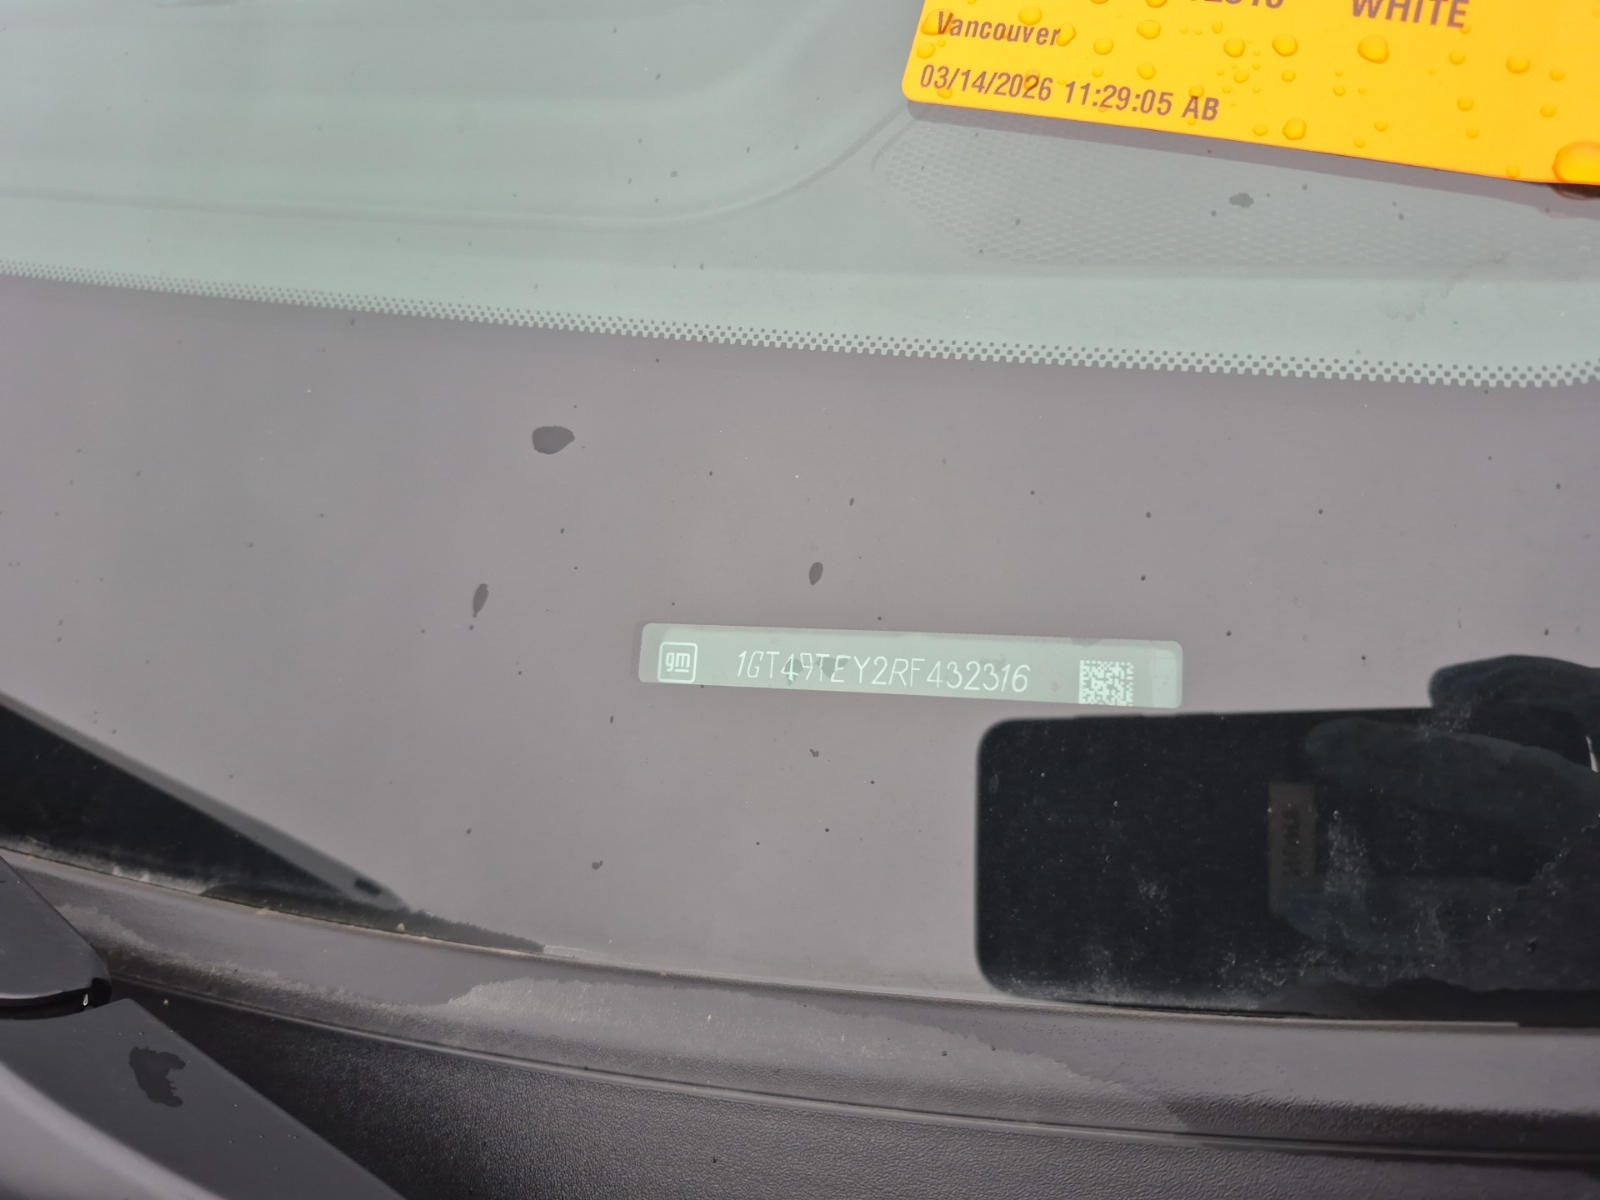 WHITE
Vancouver
03/14/2026 11:29:05 AB
gm 1GT49TEY2RF432316